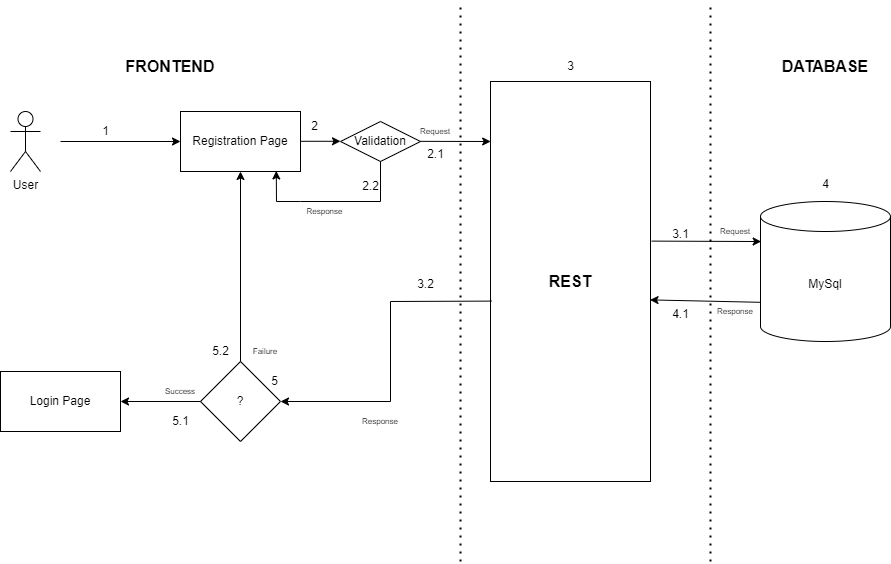 FRONTEND
3
DATABASE
1
Registration Page
2
Validation
Request
2.1
User
2.2
Response
4
3.1
Request
REST
MySql
3.2
4.1
Response
5.2
Failure
5
Login Page
Success
5.1
?
Response